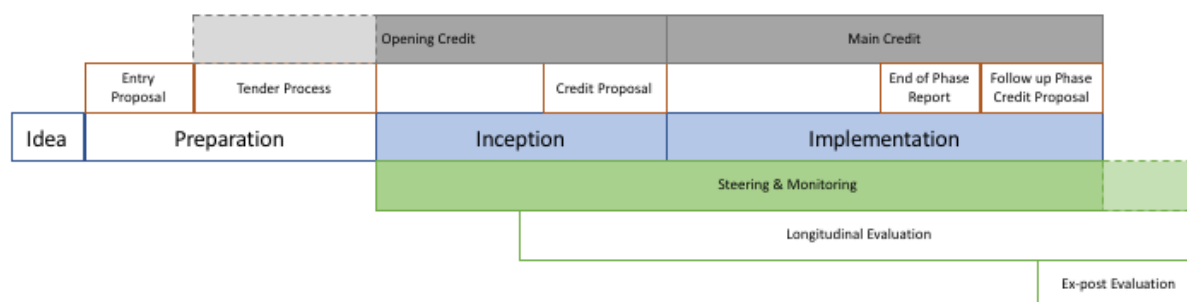 Opening Credit
Main Credit
Entry
Proposal
Tender Process
Credit Proposal
End of Phase
Report
Follow up Phase
Credit Proposal
Idea
Preparation
Inception
Implementation
Steering & Monitoring
Longitudinal Evaluation
Ex-post Evaluation